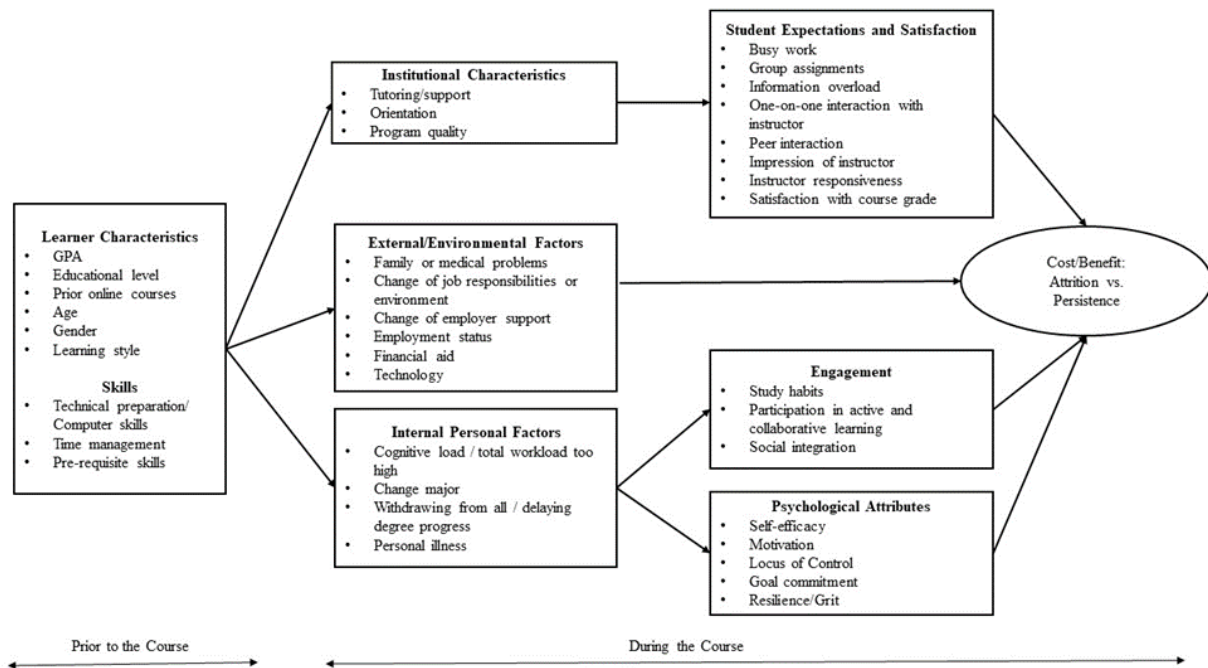 Learner Characteristics
• GPA
• Educational level
• Prior online courses
• Age
• Gender
• Learning style
Skills
• Technical preparation/
Computer skills
• Time management
• Pre-requisite skills
Institutional Characteristics
• Tutoring/support
• Orientation
• Program quality
External/Environmental Factors
• Family or medical problems
• Change of job responsibilities or
environment
• Change of employer support
• Employment status
• Financial aid
• Technology
Internal Personal Factors
• Cognitive load / total workload too
high
• Change major
• Withdrawing from all / delaying
degree progress
• Personal illness
Student Expectations and Satisfaction
• Busy work
• Group assignments
• Information overload
• One-on-one interaction with
instructor
• Peer interaction
• Impression of instructor
• Instructor responsiveness
• Satisfaction with course grade
Engagement
• Study habits
• Participation in active and
collaborative learning
• Social integration
Psychological Attributes
• Self-efficacy
• Motivation
• Locus of Control
• Goal commitment
• Resilience/Grit
Cost/Benefit:
Attrition vs.
Persistence
Prior to the Course
During the Course